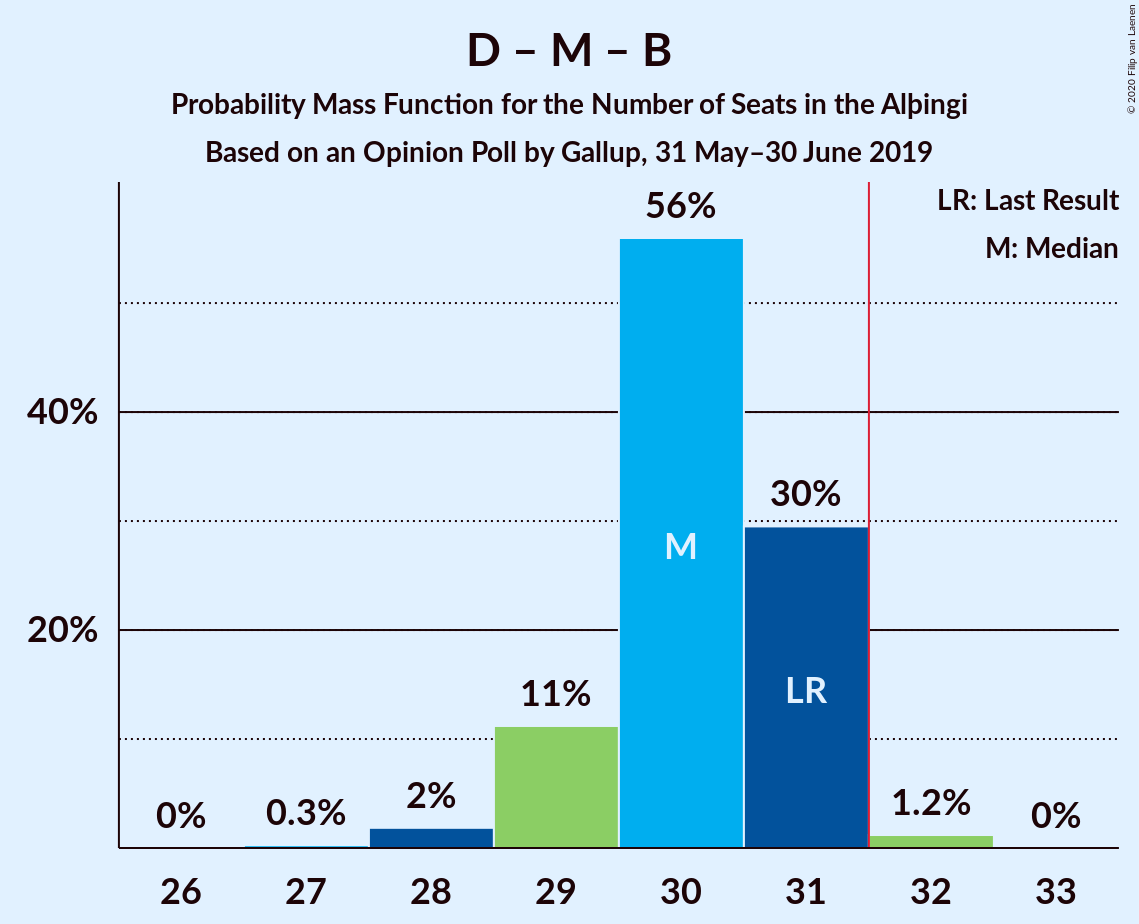 D – M – B
Probability Mass Function for the Number of Seats in the Alþingi
Based on an Opinion Poll by Gallup, 31 May–30 June 2019
© 2020 Filip van Laenen
LR: Last Result
M: Median
56%
40%
30%
M
20%
11%
LR
0%
0.3%
2%
1.2%
0%
26
27
28
29
30
31
32
33